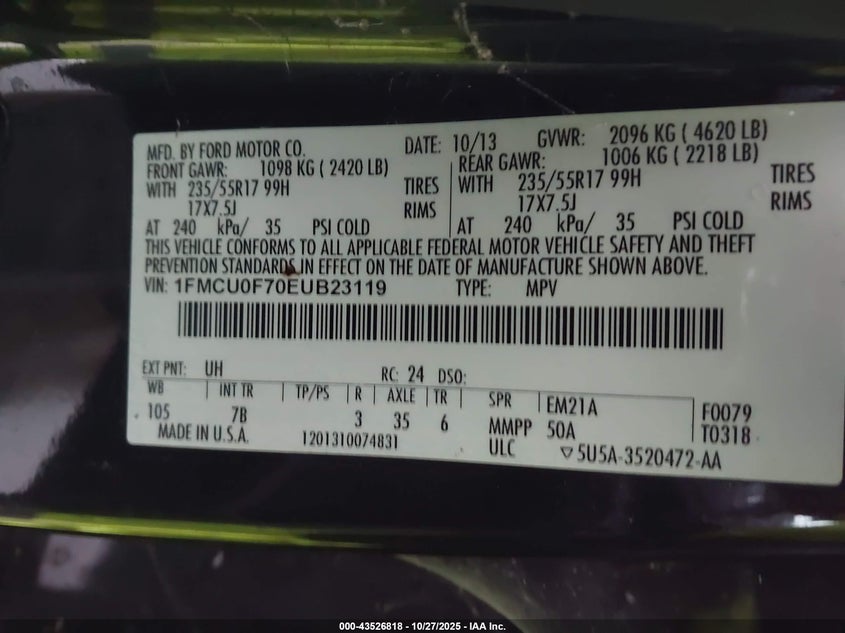 MFD. BY FORD MOTOR CO. DATE: 10/13 GVWR: 2096 KG ( 4620 LB)
FRONT GAWR: 1098 KG ( 2420 LB) REAR GAWR: 1006 KG ( 2218 LB)
WITH 235/55R17 99H TIRES WITH 235/55R17 99H TIRES
17X7.5J RIMS 17X7.5J RIMS
AT 240 kPa/ 35 PSI COLD AT 240 kPa/ 35 PSI COLD
THIS VEHICLE CONFORMS TO ALL APPLICABLE FEDERAL MOTOR VEHICLE SAFETY AND THEFT
PREVENTION STANDARDS IN EFFECT ON THE DATE OF MANUFACTURE SHOWN ABOVE.
VIN: 1FMCU0F70EUB23119 TYPE: MPV
EXT PNT: UH RC: 24 DSO:
WB INT TR TP/PS R AXLE TR SPR EM21A F0079
105 7B 3 35 6 MMPP 50A T0318
MADE IN U.S.A. 1201310074831 ULC ▽5U5A-3520472-AA
000-43526818 - 10/27/2025 - IAA Inc.